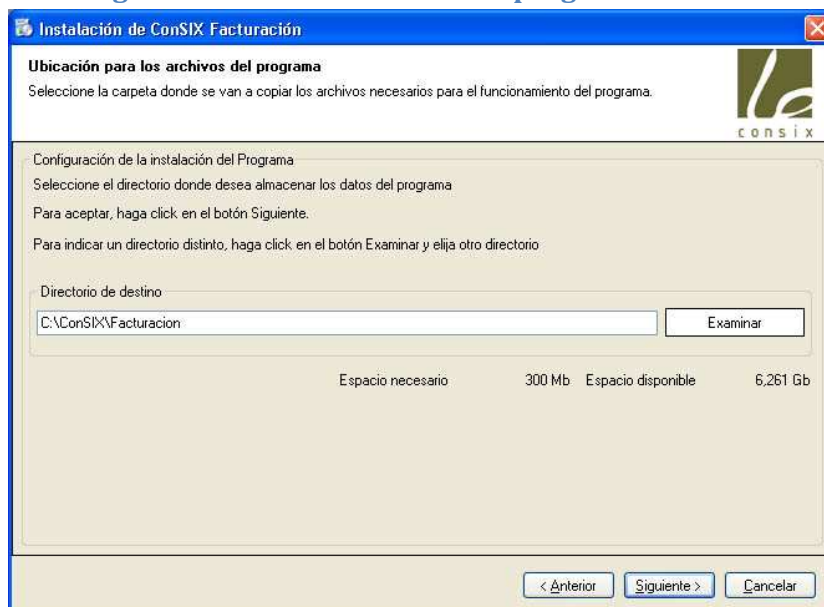 Instalación de ConSIX Facturación
Ubicación para los archivos del programa
Seleccione la carpeta donde se van a copiar los archivos necesarios para el funcionamiento del programa.
consix
Configuración de la instalación del Programa
Seleccione el directorio donde desea almacenar los datos del programa
Para aceptar, haga click en el botón Siguiente.
Para indicar un directorio distinto, haga click en el botón Examinar y elija otro directorio
Directorio de destino
C:\ConSIX\Facturacion Examinar
Espacio necesario 300 Mb Espacio disponible 6,261 Gb
< Anterior Siguiente > Cancelar